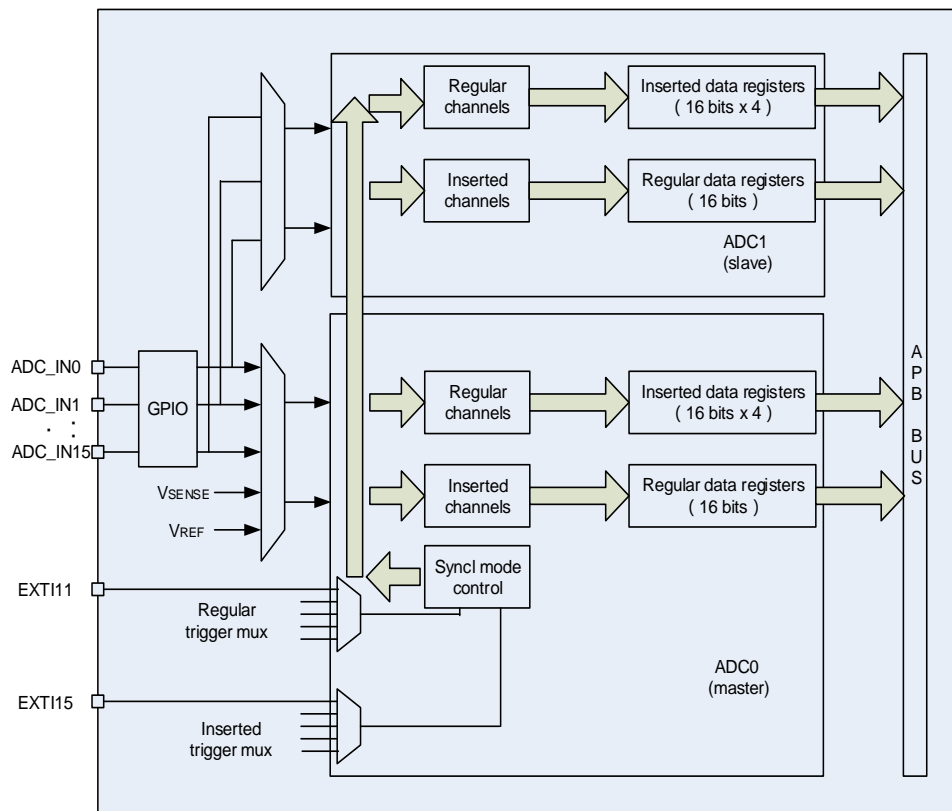 Regular
channels
Inserted data registers
( 16 bits x 4 )
Inserted
channels
Regular data registers
( 16 bits )
ADC1
(slave)
ADC_IN0
ADC_IN1
.
.
.
ADC_IN15
GPIO
VSENSE
VREF
Regular
channels
Inserted data registers
( 16 bits x 4 )
Inserted
channels
Regular data registers
( 16 bits )
A
P
B
B
U
S
EXTI11
Regular
trigger mux
Syncl mode
control
ADC0
(master)
EXTI15
Inserted
trigger mux